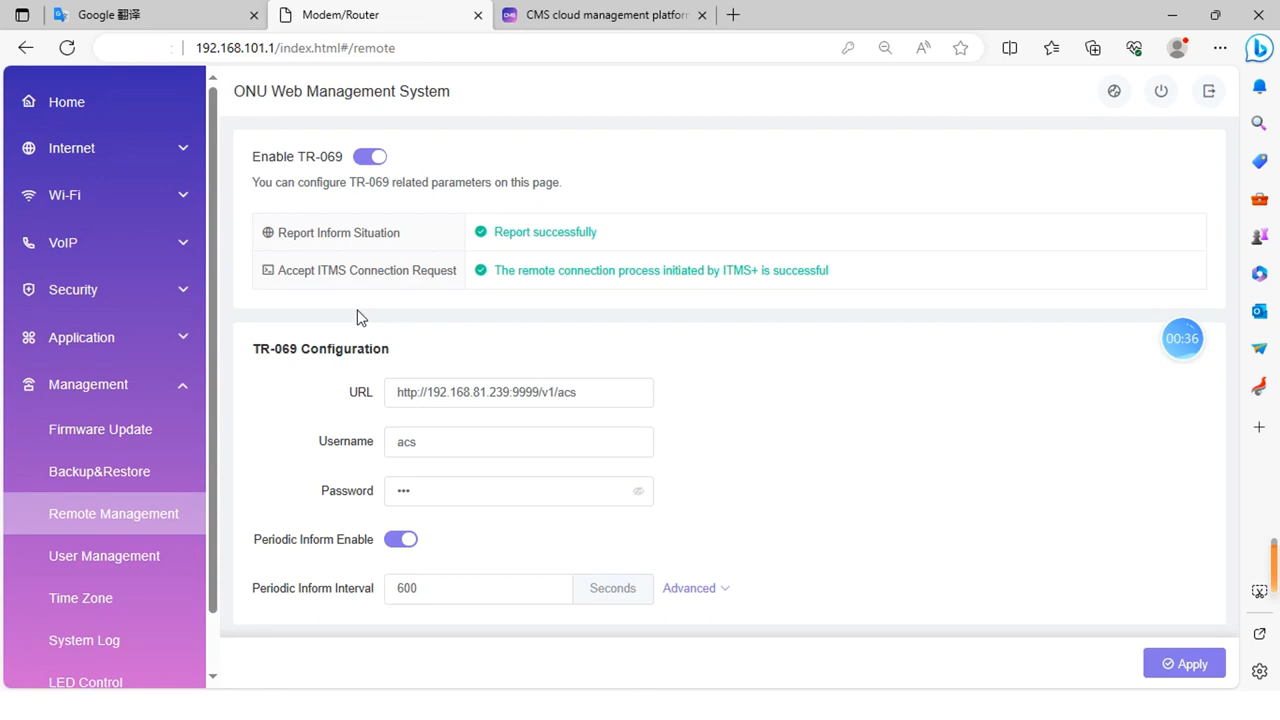 Google 翻译
Modem/Router
CMS cloud management platform
192.168.101.1/index.html#/remote
Home
Internet
Wi-Fi
VoIP
Security
Application
Management
Firmware Update
Backup&Restore
Remote Management
User Management
Time Zone
System Log
LED Control
ONU Web Management System
Enable TR-069
You can configure TR-069 related parameters on this page.
Report Inform Situation Report successfully
Accept ITMS Connection Request The remote connection process initiated by ITMS+ is successful
00:36
TR-069 Configuration
URL http://192.168.81.239:9999/v1/acs
Username acs
Password •••
Periodic Inform Enable
Periodic Inform Interval 600 Seconds Advanced
Apply